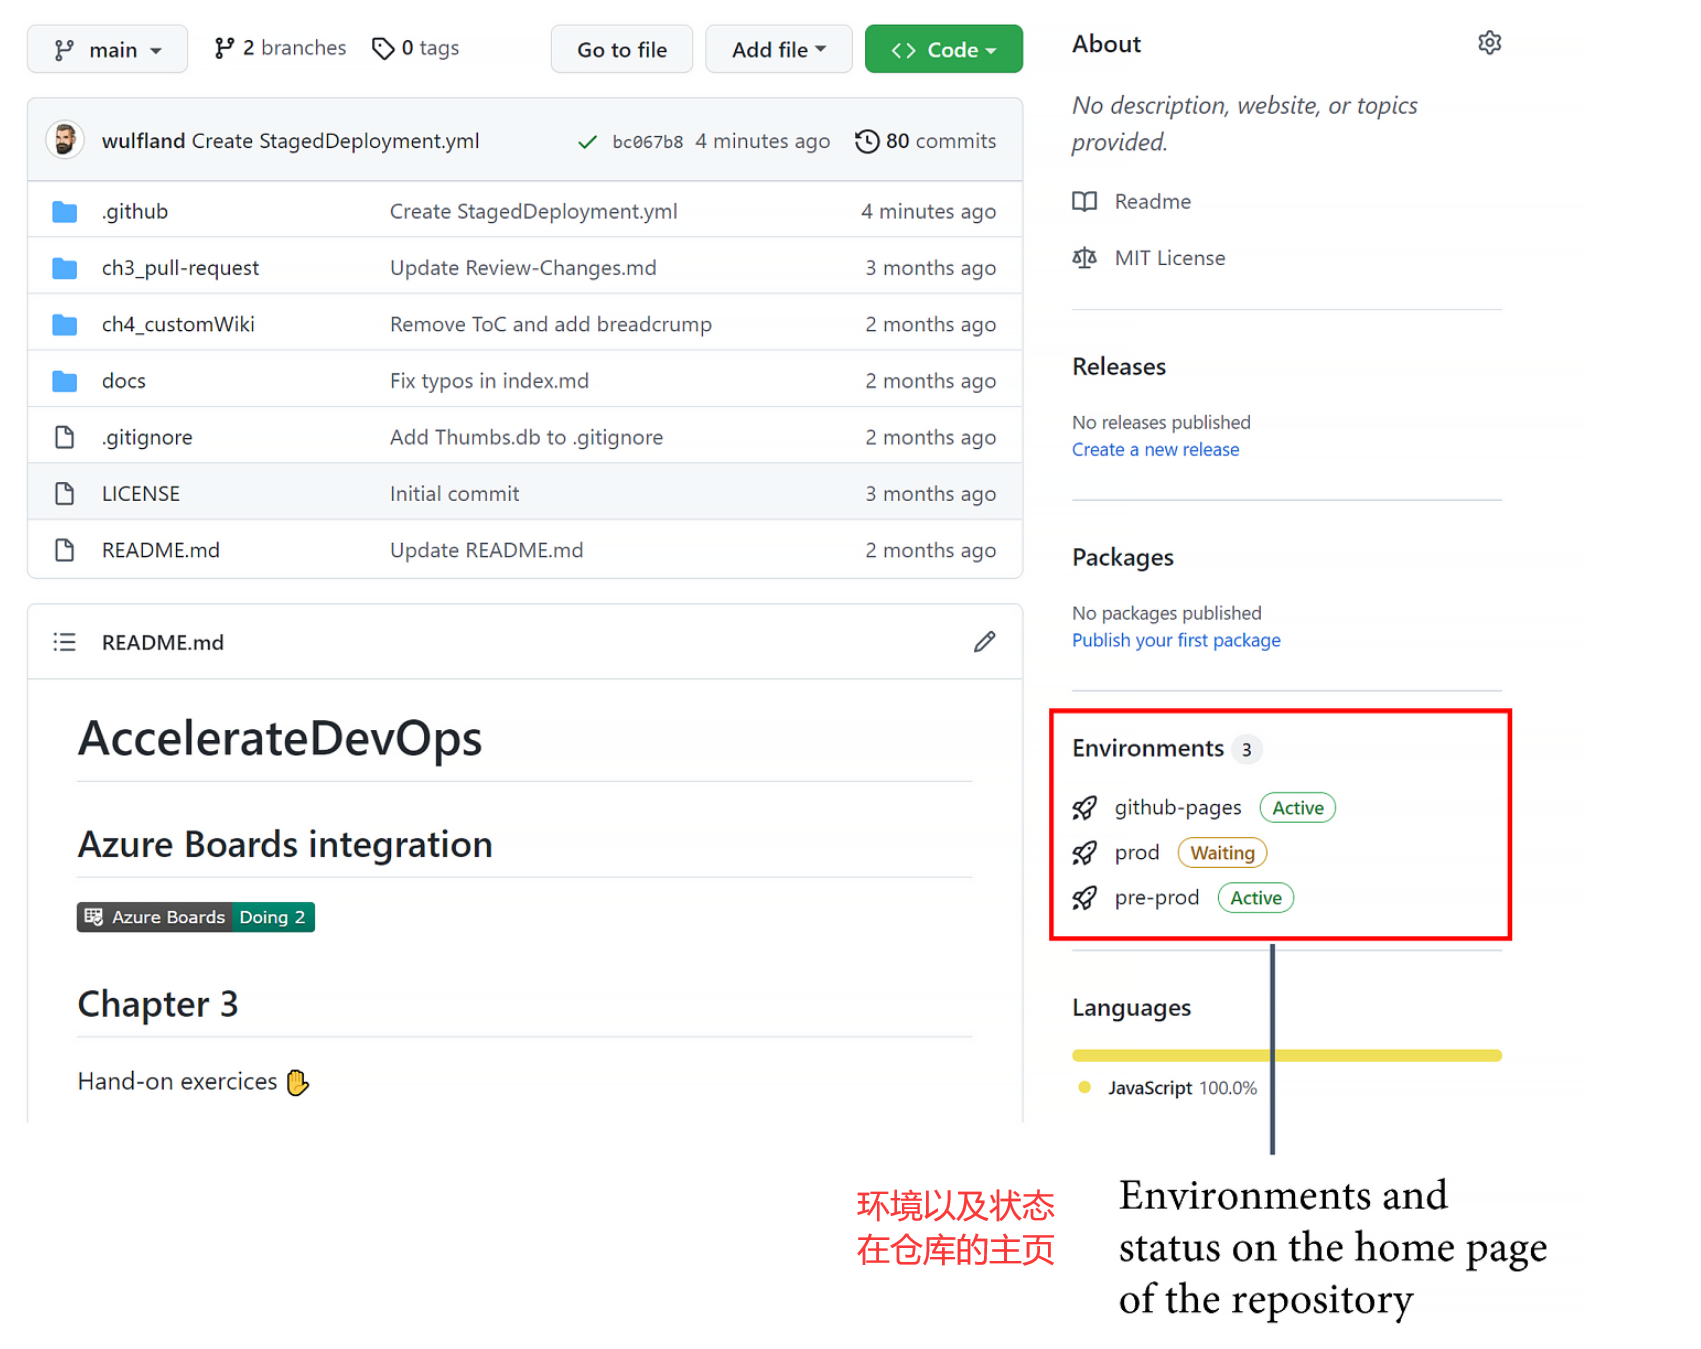 main
2 branches
0 tags
Go to file
Add file
Code
wulfland Create StagedDeployment.yml
bc067b8 4 minutes ago
80 commits
.github Create StagedDeployment.yml 4 minutes ago
ch3_pull-request Update Review-Changes.md 3 months ago
ch4_customWiki Remove ToC and add breadcrump 2 months ago
docs Fix typos in index.md 2 months ago
.gitignore Add Thumbs.db to .gitignore 2 months ago
LICENSE Initial commit 3 months ago
README.md Update README.md 2 months ago
README.md
AccelerateDevOps
Azure Boards integration
Azure Boards Doing 2
Chapter 3
Hand-on exercices
About
No description, website, or topics
provided.
Readme
MIT License
Releases
No releases published
Create a new release
Packages
No packages published
Publish your first package
Environments 3
github-pages Active
prod Waiting
pre-prod Active
Languages
JavaScript 100.0%
环境以及状态
在仓库的主页
Environments and
status on the home page
of the repository